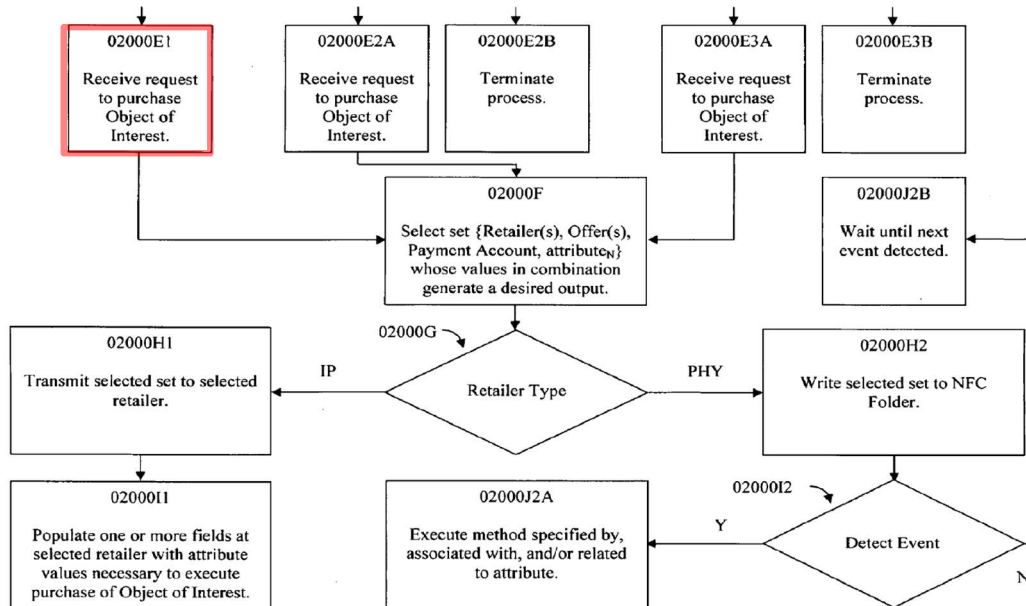 02000E1
Receive request
to purchase
Object of
Interest.
02000E2A
Receive request
to purchase
Object of
Interest.
02000E2B
Terminate
process.
02000E3A
Receive request
to purchase
Object of
Interest.
02000E3B
Terminate
process.
02000F
Select set {Retailer(s), Offer(s),
Payment Account, attributeN}
whose values in combination
generate a desired output.
02000J2B
Wait until next
event detected.
02000G
Retailer Type
IP
PHY
02000H1
Transmit selected set to selected
retailer.
02000H2
Write selected set to NFC
Folder.
02000I1
Populate one or more fields at
selected retailer with attribute
values necessary to execute
purchase of Object of Interest.
02000J2A
Execute method specified by,
associated with, and/or related
to attribute.
02000I2
Y
Detect Event
N